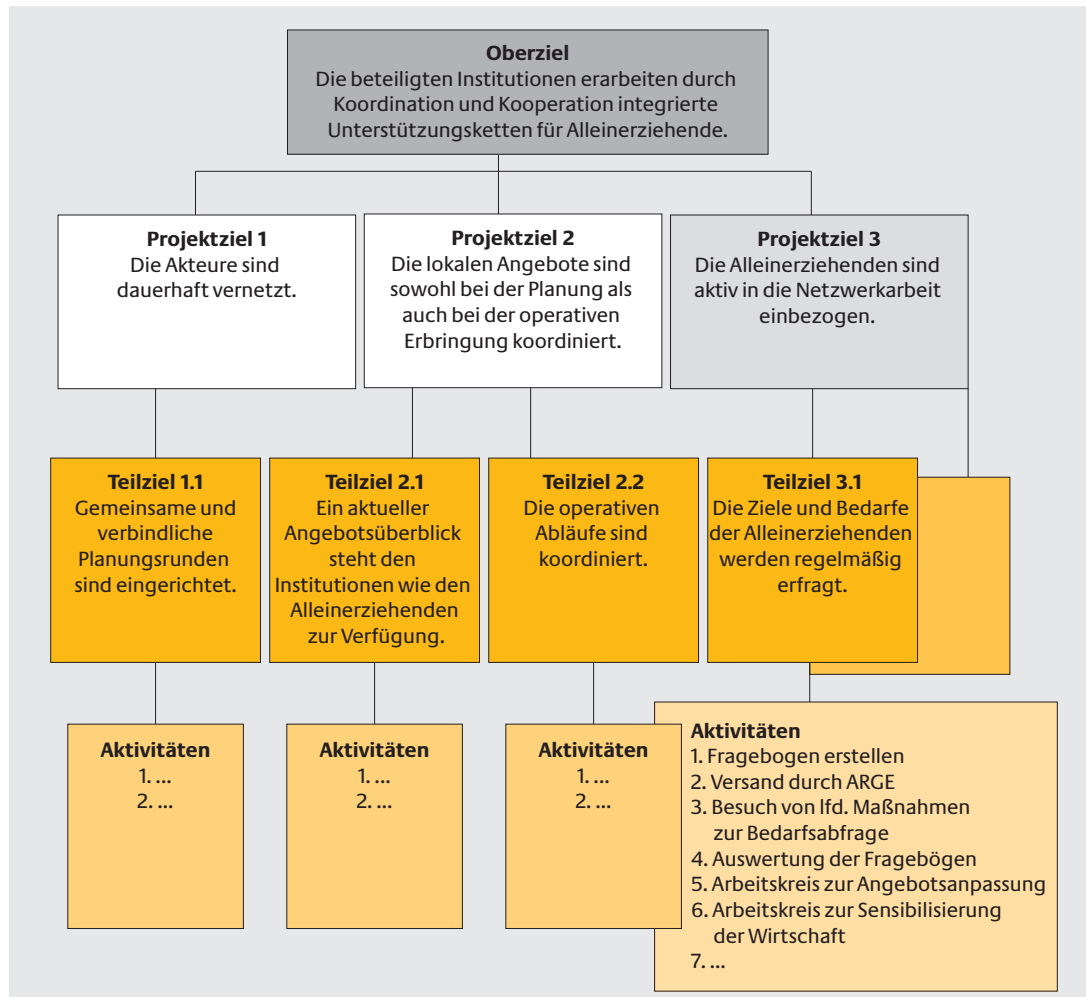 Oberziel
Die beteiligten Institutionen erarbeiten durch
Koordination und Kooperation integrierte
Unterstützungsketten für Alleinerziehende.
Projektziel 1
Die Akteure sind
dauerhaft vernetzt.
Projektziel 2
Die lokalen Angebote sind
sowohl bei der Planung als
auch bei der operativen
Erbringung koordiniert.
Projektziel 3
Die Alleinerziehenden sind
aktiv in die Netzwerkarbeit
einbezogen.
Teilziel 1.1
Gemeinsame und
verbindliche
Planungsrunden
sind eingerichtet.
Teilziel 2.1
Ein aktueller
Angebotsüberblick
steht den
Institutionen wie den
Alleinerziehenden
zur Verfügung.
Teilziel 2.2
Die operativen
Abläufe sind
koordiniert.
Teilziel 3.1
Die Ziele und Bedarfe
der Alleinerziehenden
werden regelmäßig
erfragt.
Aktivitäten
1. ...
2. ...
Aktivitäten
1. ...
2. ...
Aktivitäten
1. ...
2. ...
Aktivitäten
1. Fragebogen erstellen
2. Versand durch ARGE
3. Besuch von lfd. Maßnahmen
zur Bedarfsabfrage
4. Auswertung der Fragebögen
5. Arbeitskreis zur Angebotsanpassung
6. Arbeitskreis zur Sensibilisierung
der Wirtschaft
7. ...